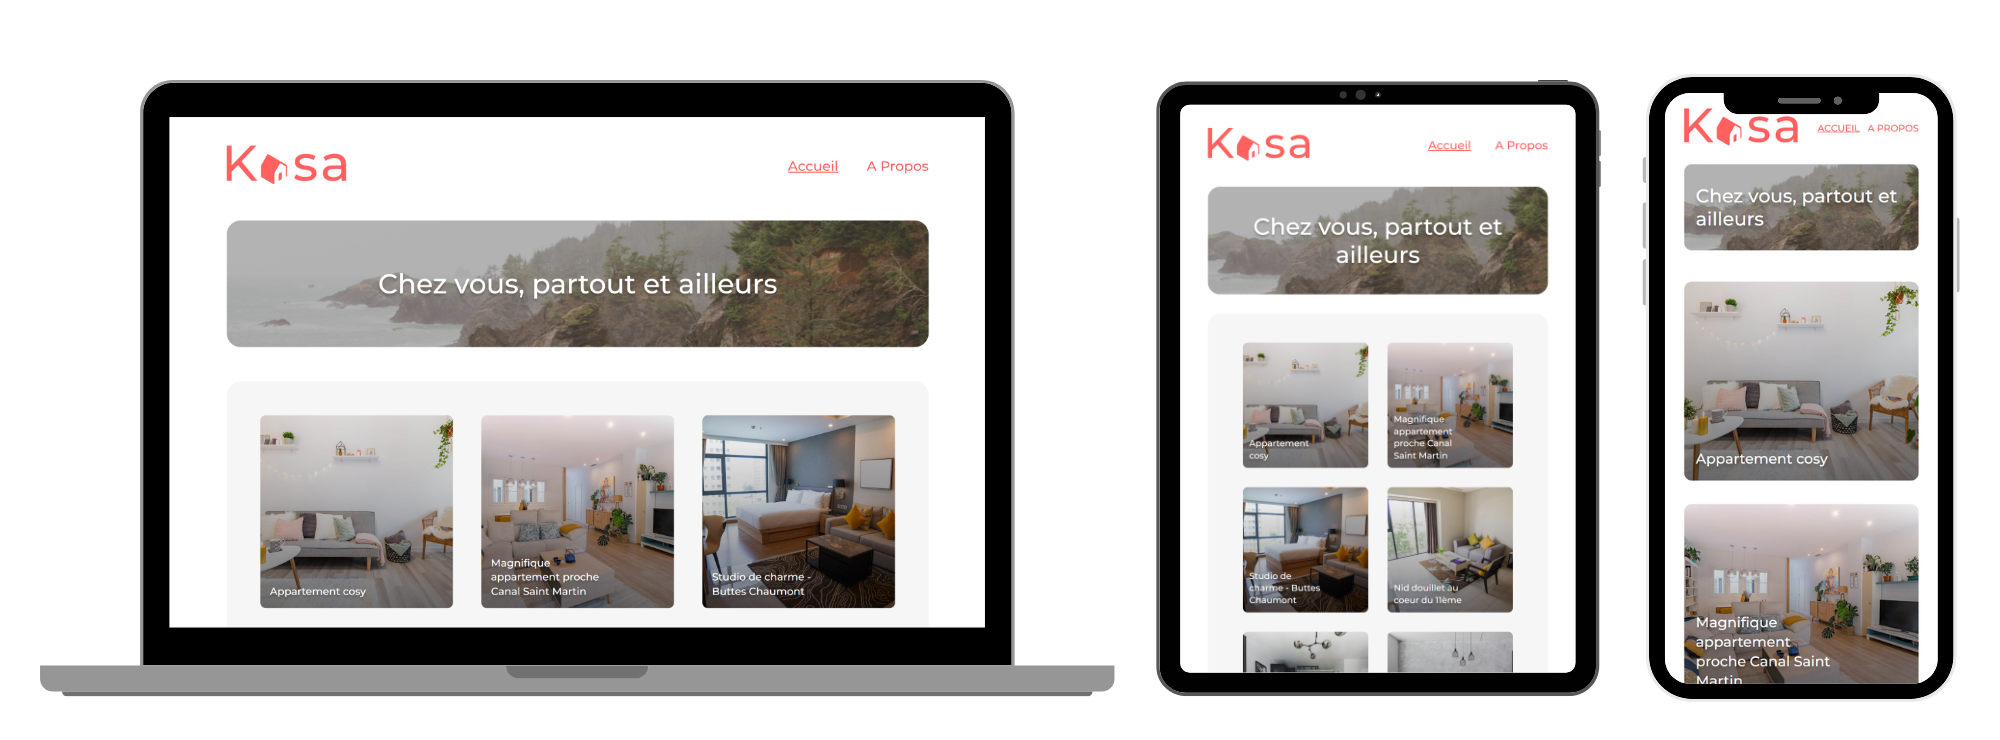 Kasa
Accueil A Propos
Chez vous, partout et ailleurs
Appartement cosy
Magnifique
appartement proche
Canal Saint Martin
Studio de charme -
Buttes Chaumont
Kasa
Accueil A Propos
Chez vous, partout et
ailleurs
Appartement
cosy
Magnifique
appartement
proche Canal
Saint Martin
Studio de
charme - Buttes
Chaumont
Nid douillet au
coeur du 11ème
Kasa
ACCUEIL A PROPOS
Chez vous, partout et
ailleurs
Appartement cosy
Magnifique
appartement
proche Canal Saint
Martin